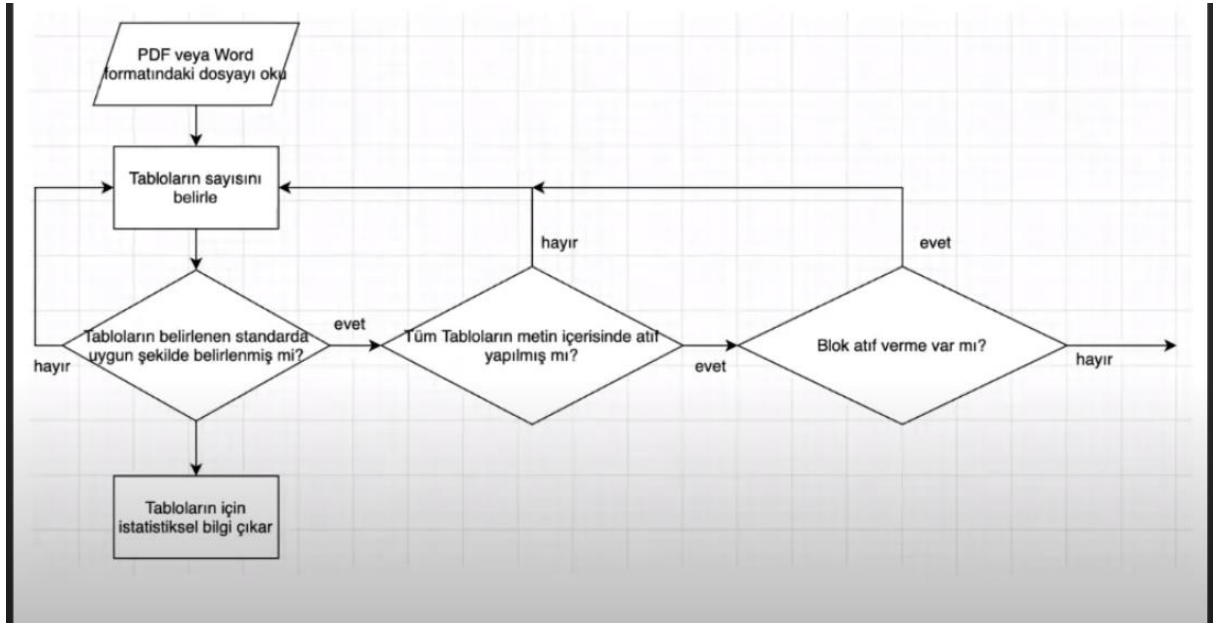 PDF veya Word
formatındaki dosyayı oku
Tabloların sayısını
belirle
hayır
evet
Tabloların belirlenen standarda
uygun şekilde belirlenmiş mi?
evet
hayır
Tüm Tabloların metin içerisinde atıf
yapılmış mı?
evet
Blok atıf verme var mı?
hayır
Tabloların için
istatistiksel bilgi çıkar